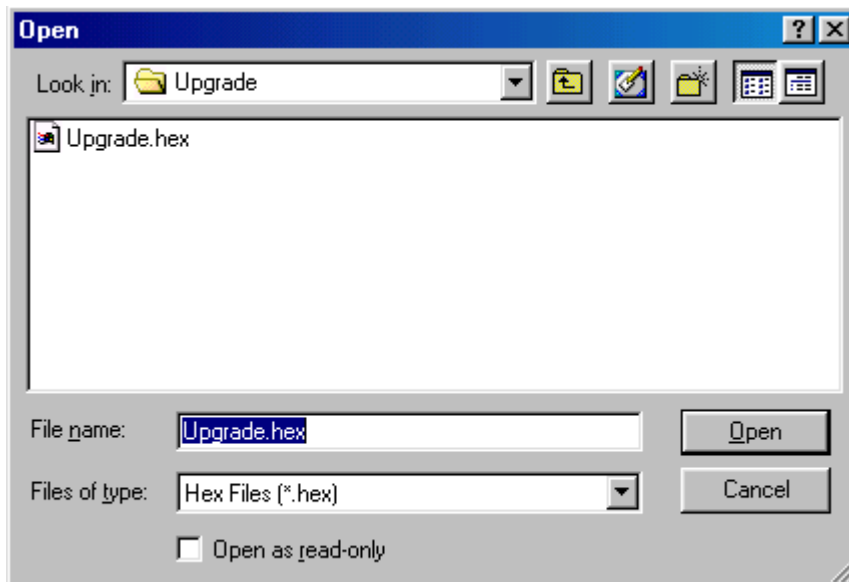 Open
Look in: Upgrade
Upgrade.hex
File name: Upgrade.hex Open
Files of type: Hex Files (*.hex) Cancel
Open as read-only